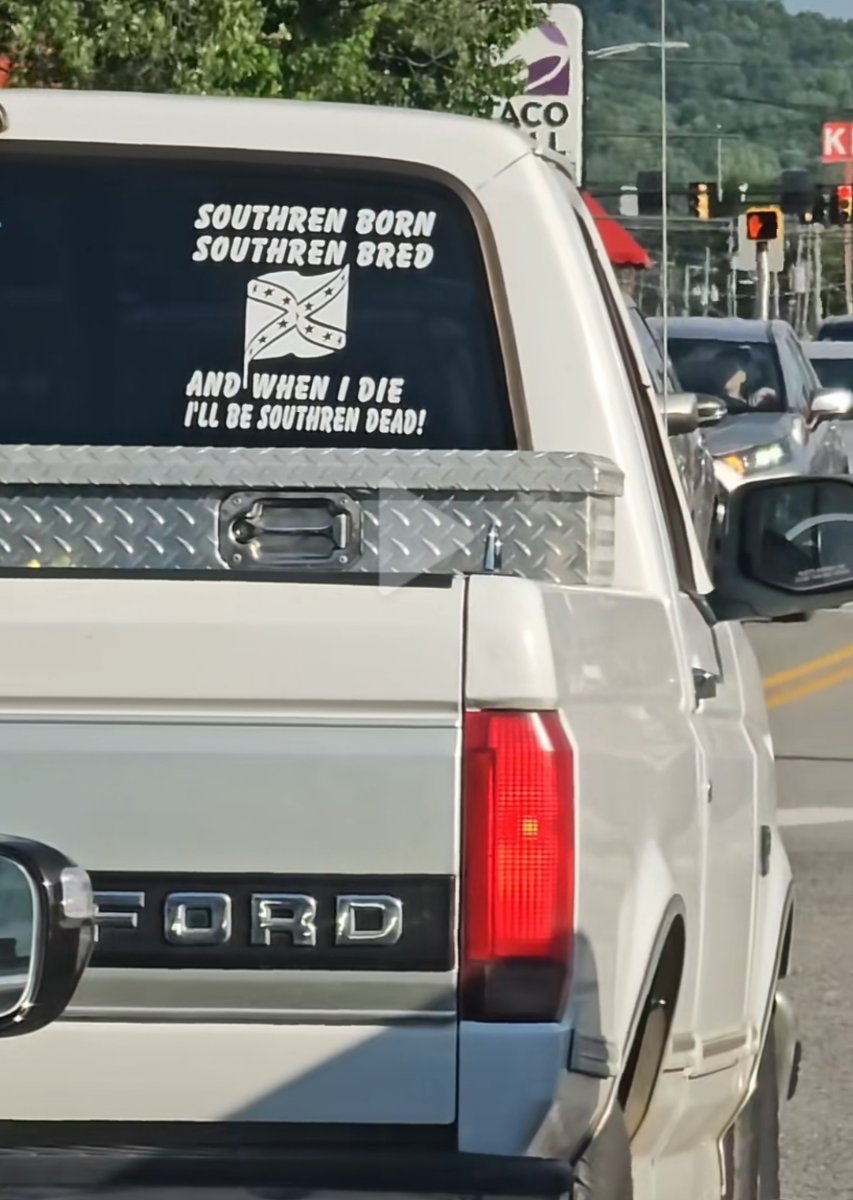 TACO
K
SOUTHREN BORN
SOUTHREN BRED
AND WHEN I DIE
I'LL BE SOUTHREN DEAD!
FORD